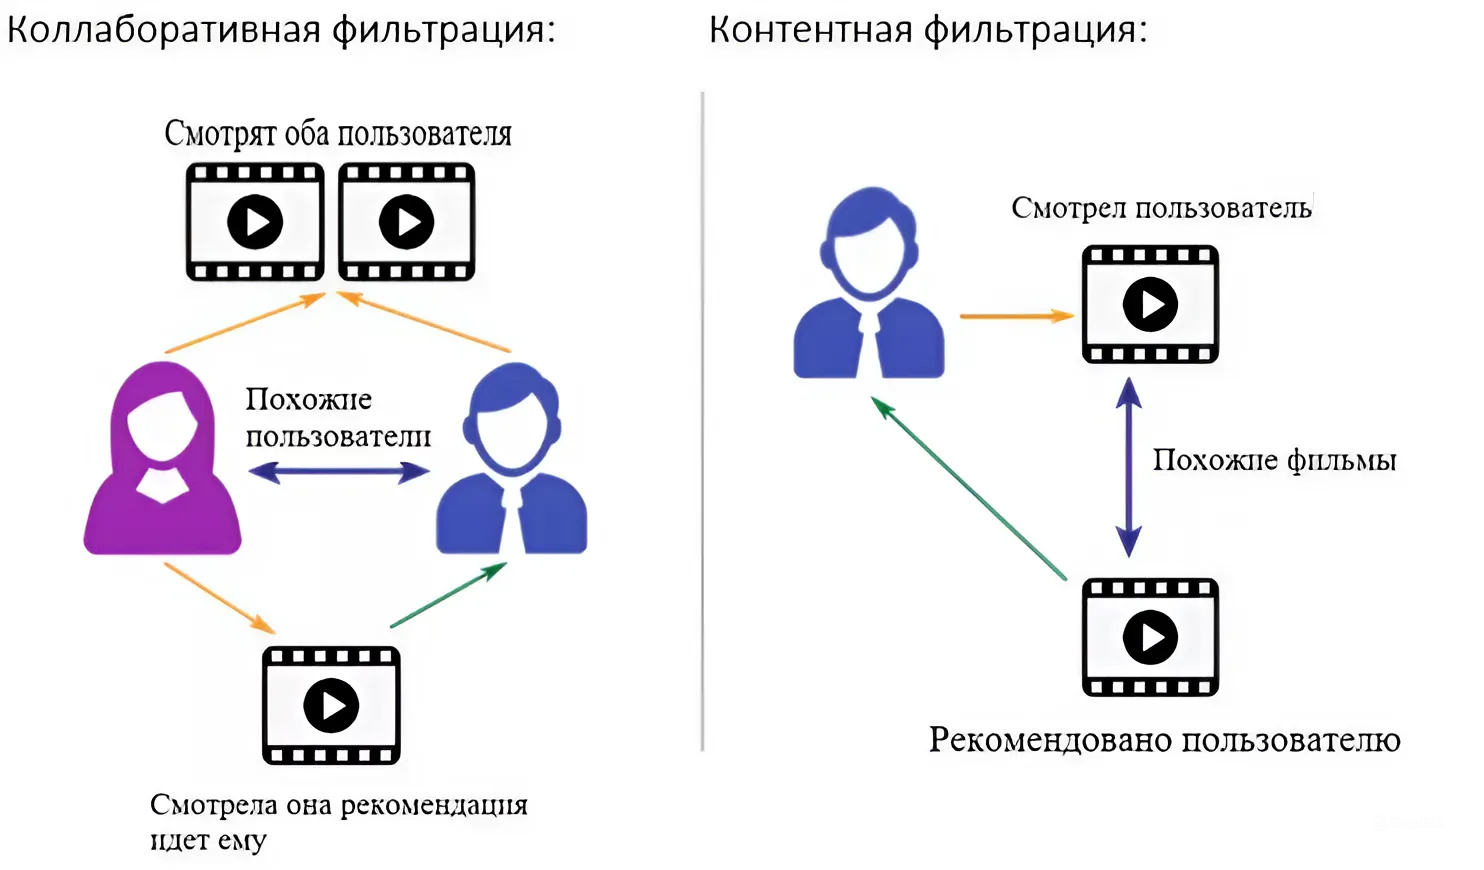 Коллаборативная фильтрация:
Контентная фильтрация:
Смотрят оба пользователя
Похожие
пользователи
Смотрела она рекомендация
идет ему
Смотрел пользователь
Похожие фильмы
Рекомендовано пользователю